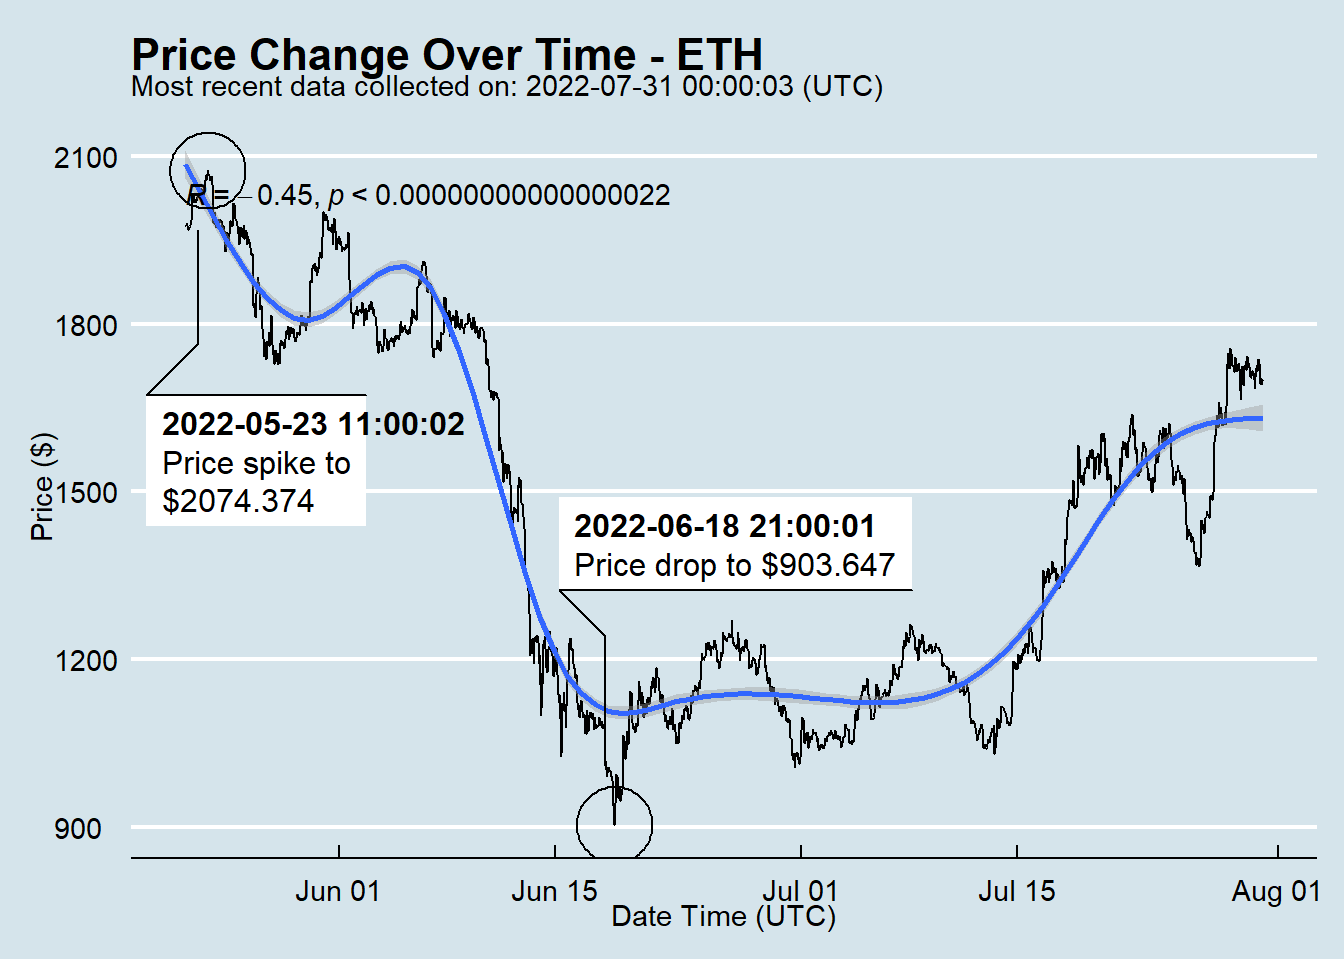 Price Change Over Time - ETH
Most recent data collected on: 2022-07-31 00:00:03 (UTC)
2100
R = −0.45, p < 0.00000000000000022
1800
2022-05-23 11:00:02
Price spike to
$2074.374
Price ($)
1500
2022-06-18 21:00:01
Price drop to $903.647
1200
900
Jun 01
Jun 15
Jul 01
Jul 15
Aug 01
Date Time (UTC)